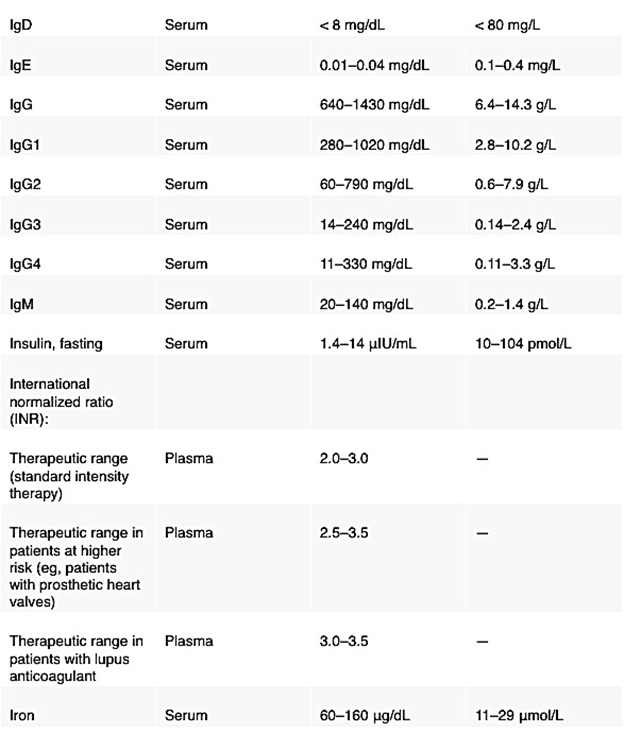 IgD Serum < 8 mg/dL < 80 mg/L
IgE Serum 0.01–0.04 mg/dL 0.1–0.4 mg/L
IgG Serum 640–1430 mg/dL 6.4–14.3 g/L
IgG1 Serum 280–1020 mg/dL 2.8–10.2 g/L
IgG2 Serum 60–790 mg/dL 0.6–7.9 g/L
IgG3 Serum 14–240 mg/dL 0.14–2.4 g/L
IgG4 Serum 11–330 mg/dL 0.11–3.3 g/L
IgM Serum 20–140 mg/dL 0.2–1.4 g/L
Insulin, fasting Serum 1.4–14 μIU/mL 10–104 pmol/L
International
normalized ratio
(INR):
Therapeutic range Plasma 2.0–3.0 —
(standard intensity
therapy)
Therapeutic range in Plasma 2.5–3.5 —
patients at higher
risk (eg, patients
with prosthetic heart
valves)
Therapeutic range in Plasma 3.0–3.5 —
patients with lupus
anticoagulant
Iron Serum 60–160 μg/dL 11–29 μmol/L